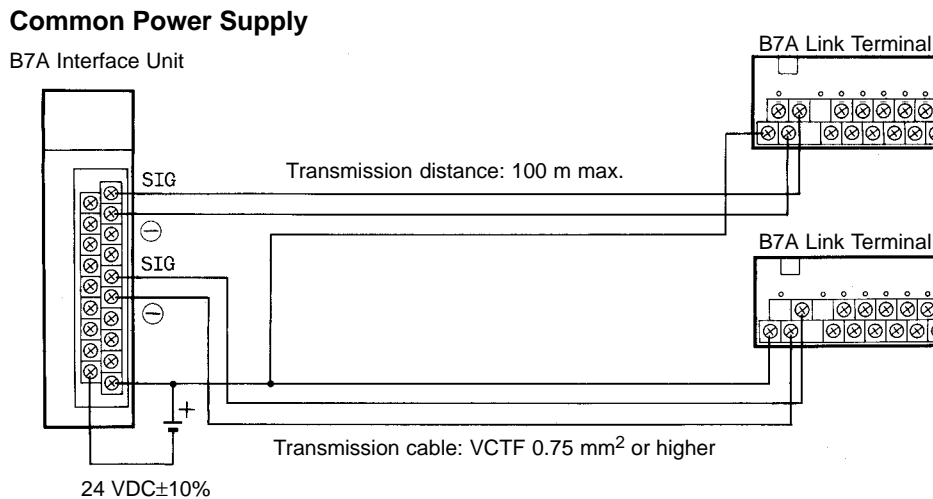 Common Power Supply
B7A Interface Unit
B7A Link Terminal
SIG
Transmission distance: 100 m max.
⊖
B7A Link Terminal
SIG
⊖
+
Transmission cable: VCTF 0.75 mm² or higher
24 VDC±10%